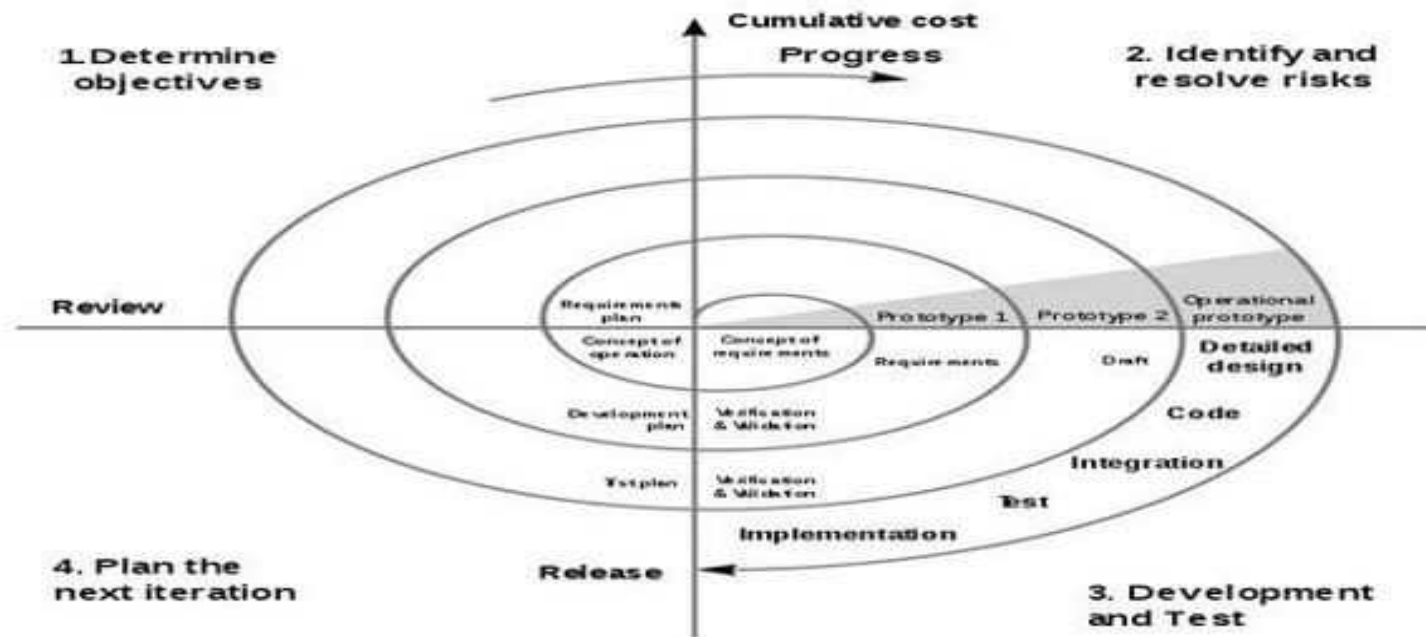 Cumulative cost
Progress
1.Determine
objectives
2. Identify and
resolve risks
Review
Requirements
plan
Prototype 1
Prototype 2
Operational
prototype
Concept of
operation
Concept of
requirements
Requirements
Draft
Detailed
design
Development
plan
Verification
& Validation
Code
Integration
Test plan
Verification
& Validation
Test
Implementation
Release
4. Plan the
next iteration
3. Development
and Test